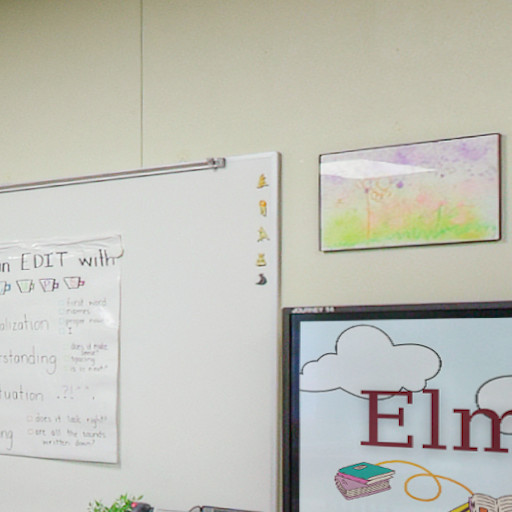 n EDIT with
first word
names
alization
proper nouns
I
does it make
sense?
rstanding
tuation .?! " " ,
does it look right?
ng
are all the sounds
written down?
JOURNEY 54
Elm